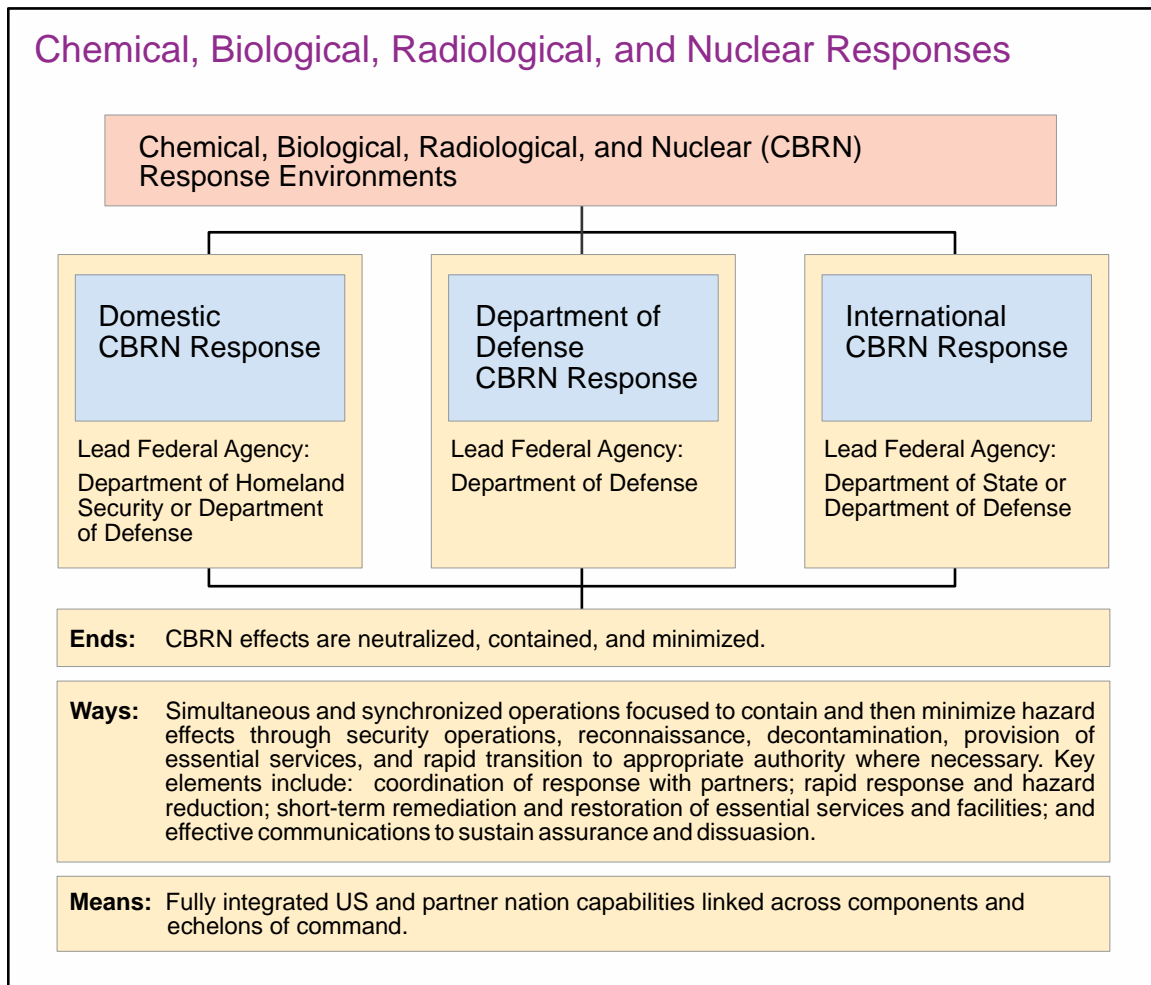 Chemical, Biological, Radiological, and Nuclear Responses
Chemical, Biological, Radiological, and Nuclear (CBRN)
Response Environments
Domestic
CBRN Response
Lead Federal Agency:
Department of Homeland
Security or Department
of Defense
Department of
Defense
CBRN Response
Lead Federal Agency:
Department of Defense
International
CBRN Response
Lead Federal Agency:
Department of State or
Department of Defense
Ends: CBRN effects are neutralized, contained, and minimized.
Ways: Simultaneous and synchronized operations focused to contain and then minimize hazard
effects through security operations, reconnaissance, decontamination, provision of
essential services, and rapid transition to appropriate authority where necessary. Key
elements include: coordination of response with partners; rapid response and hazard
reduction; short-term remediation and restoration of essential services and facilities; and
effective communications to sustain assurance and dissuasion.
Means: Fully integrated US and partner nation capabilities linked across components and
echelons of command.